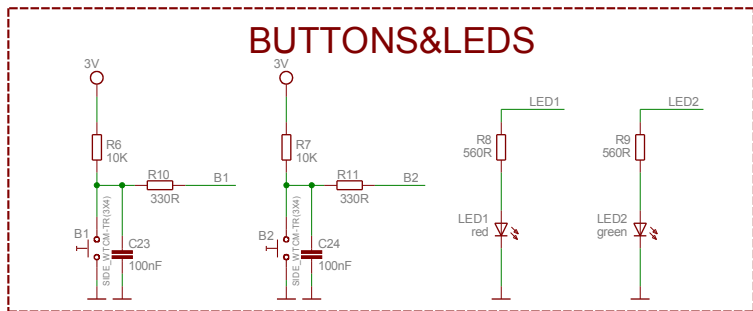 BUTTONS&LEDS
3V
3V
LED1
LED2
R6
10K
R7
10K
R8
560R
R9
560R
R10
B1
330R
R11
B2
330R
B1
SIDE_WTCM-TR(3X4)
C23
100nF
B2
SIDE_WTCM-TR(3X4)
C24
100nF
LED1
red
LED2
green